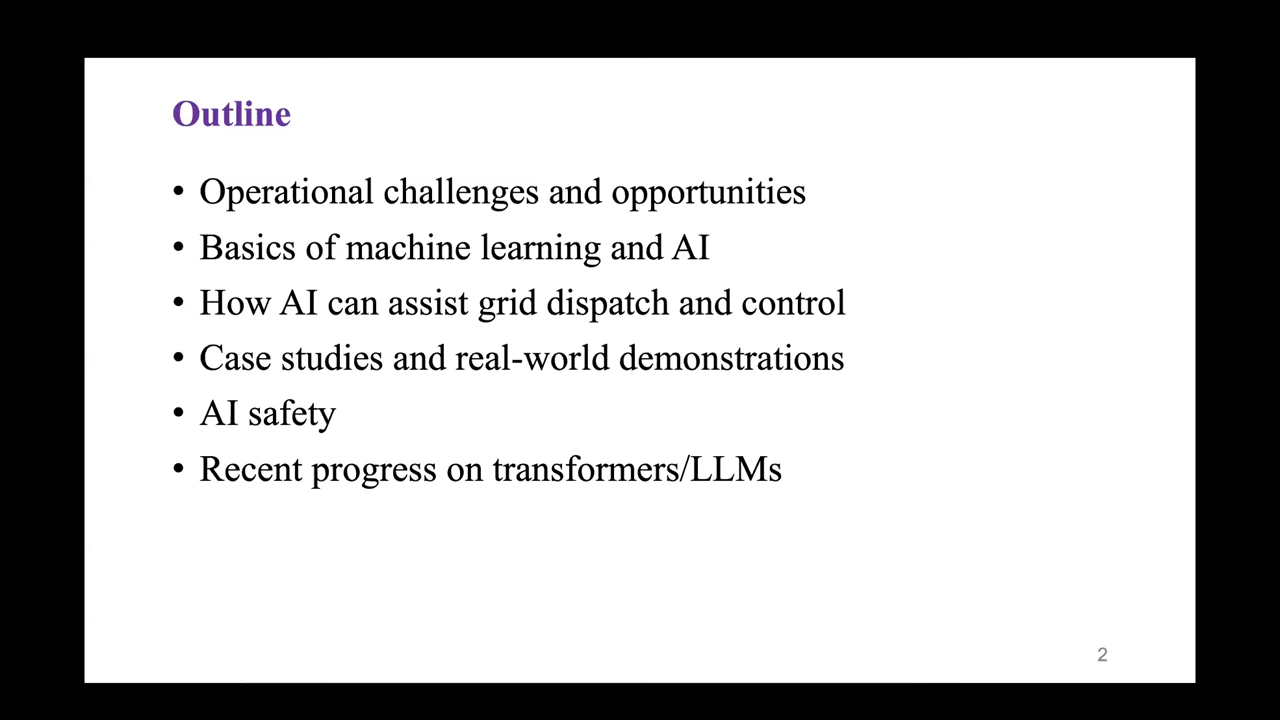 Outline
• Operational challenges and opportunities
• Basics of machine learning and AI
• How AI can assist grid dispatch and control
• Case studies and real-world demonstrations
• AI safety
• Recent progress on transformers/LLMs
2